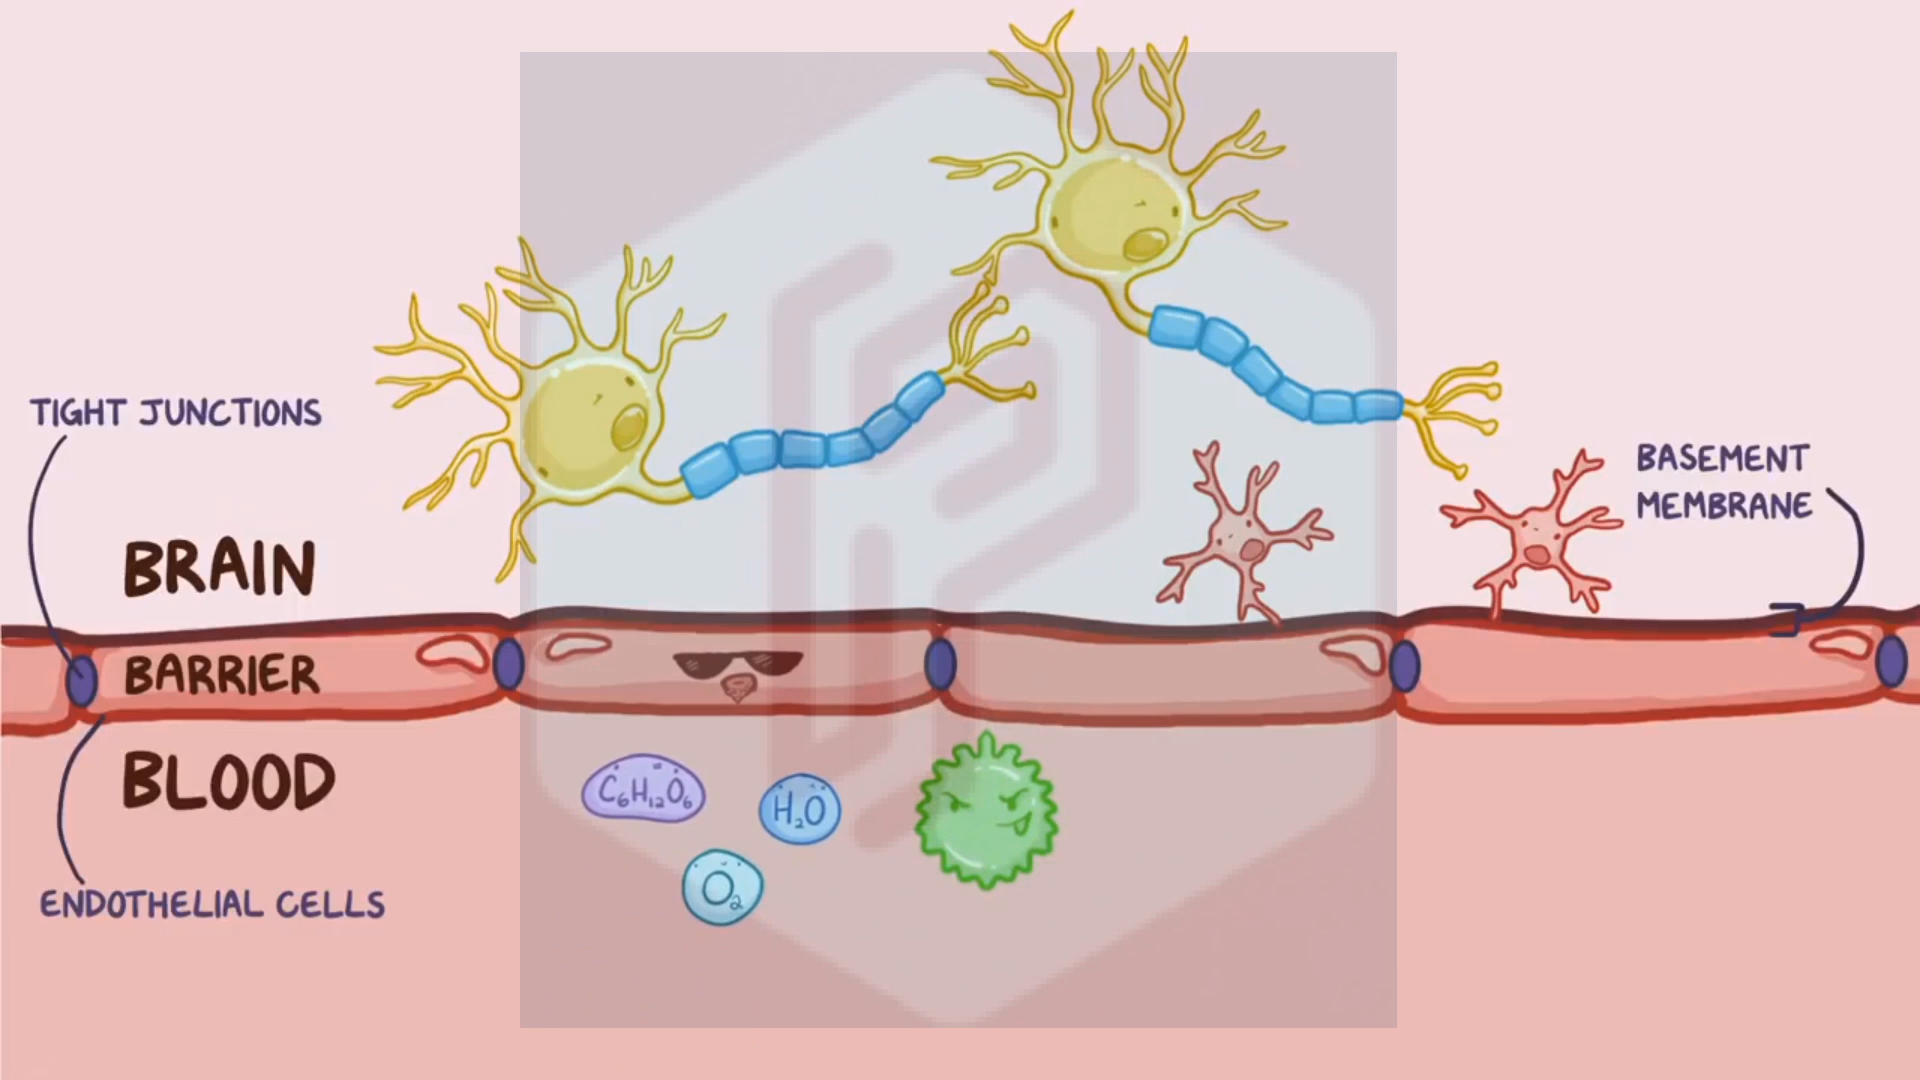 TIGHT JUNCTIONS
BASEMENT
MEMBRANE
BRAIN
BARRIER
BLOOD
C₆H₁₂O₆
H₂O
O₂
ENDOTHELIAL CELLS